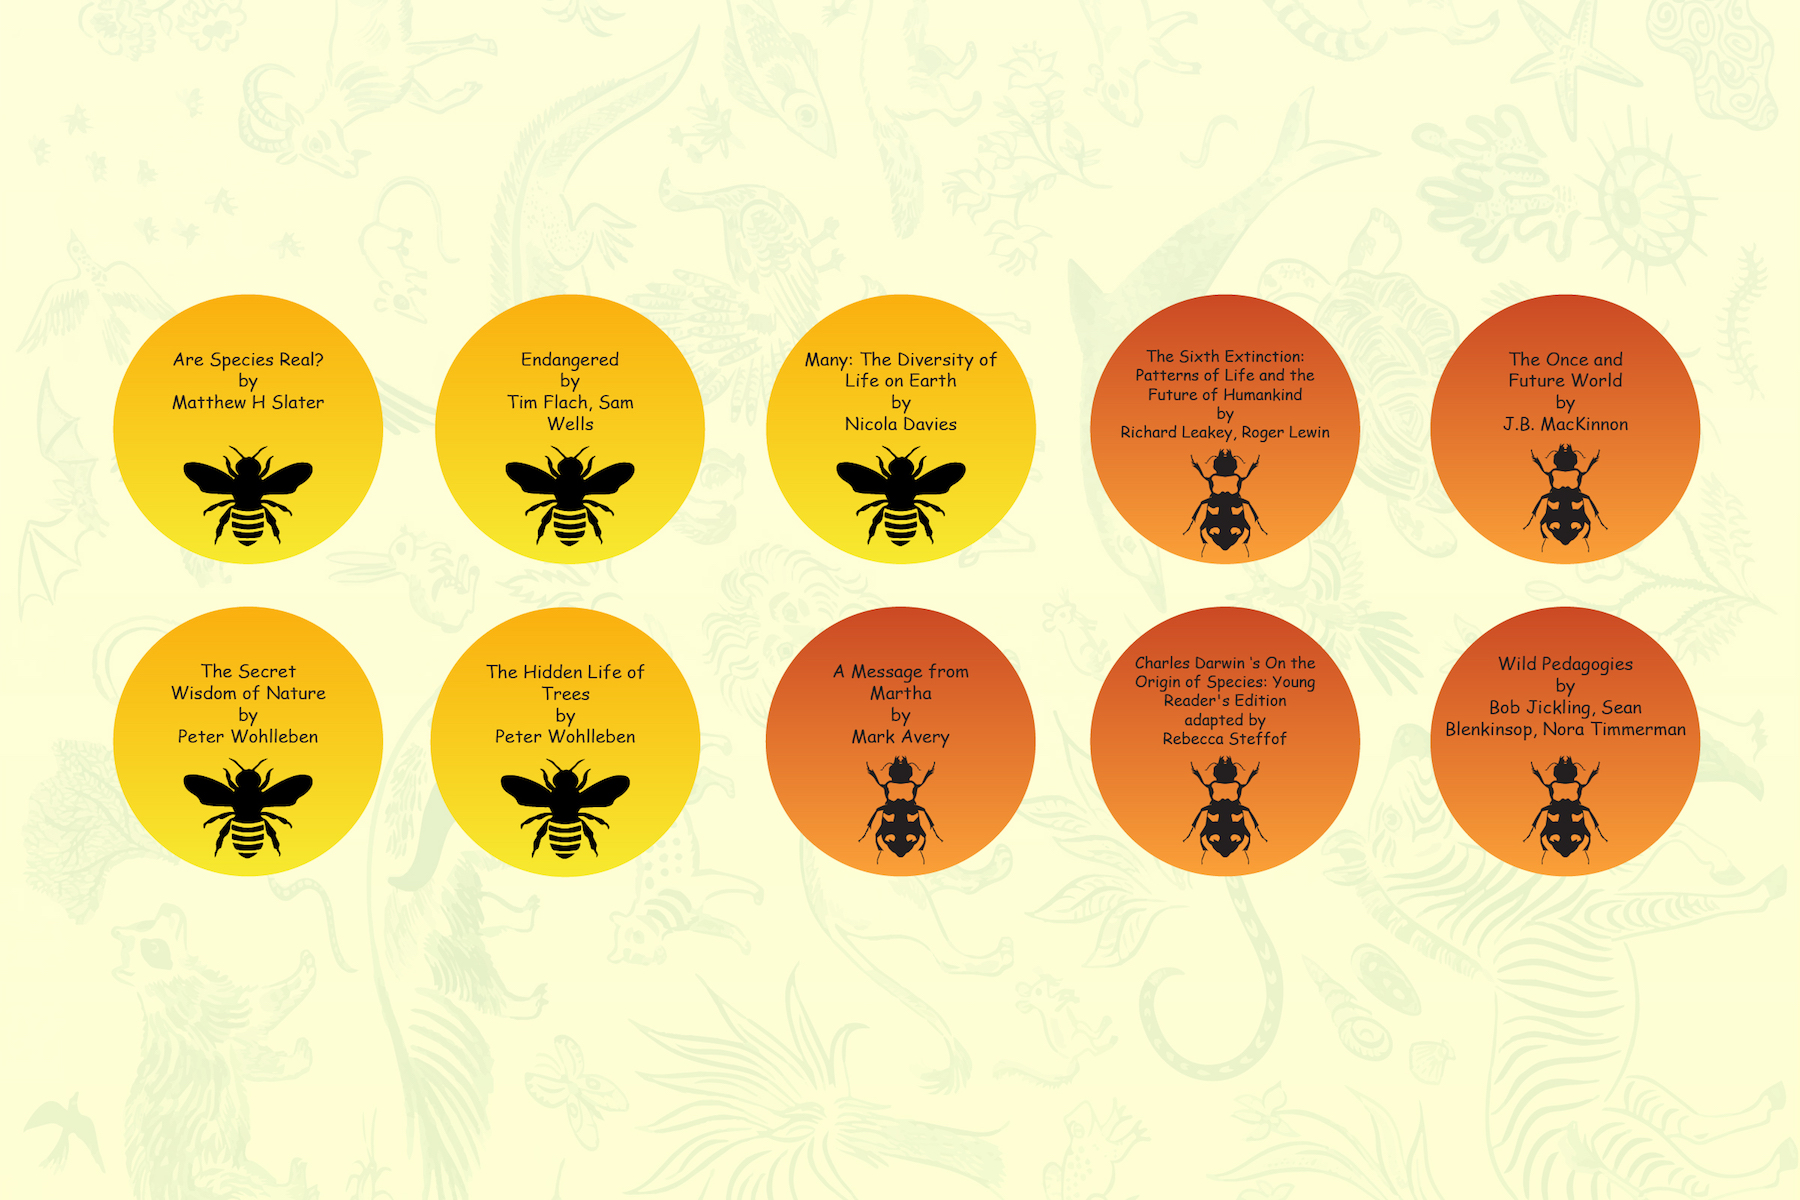 Are Species Real?
by
Matthew H Slater
Endangered
by
Tim Flach, Sam
Wells
Many: The Diversity of
Life on Earth
by
Nicola Davies
The Sixth Extinction:
Patterns of Life and the
Future of Humankind
by
Richard Leakey, Roger Lewin
The Once and
Future World
by
J.B. MacKinnon
The Secret
Wisdom of Nature
by
Peter Wohlleben
The Hidden Life of
Trees
by
Peter Wohlleben
A Message from
Martha
by
Mark Avery
Charles Darwin ‘s On the
Origin of Species: Young
Reader's Edition
adapted by
Rebecca Steffof
Wild Pedagogies
by
Bob Jickling, Sean
Blenkinsop, Nora Timmerman